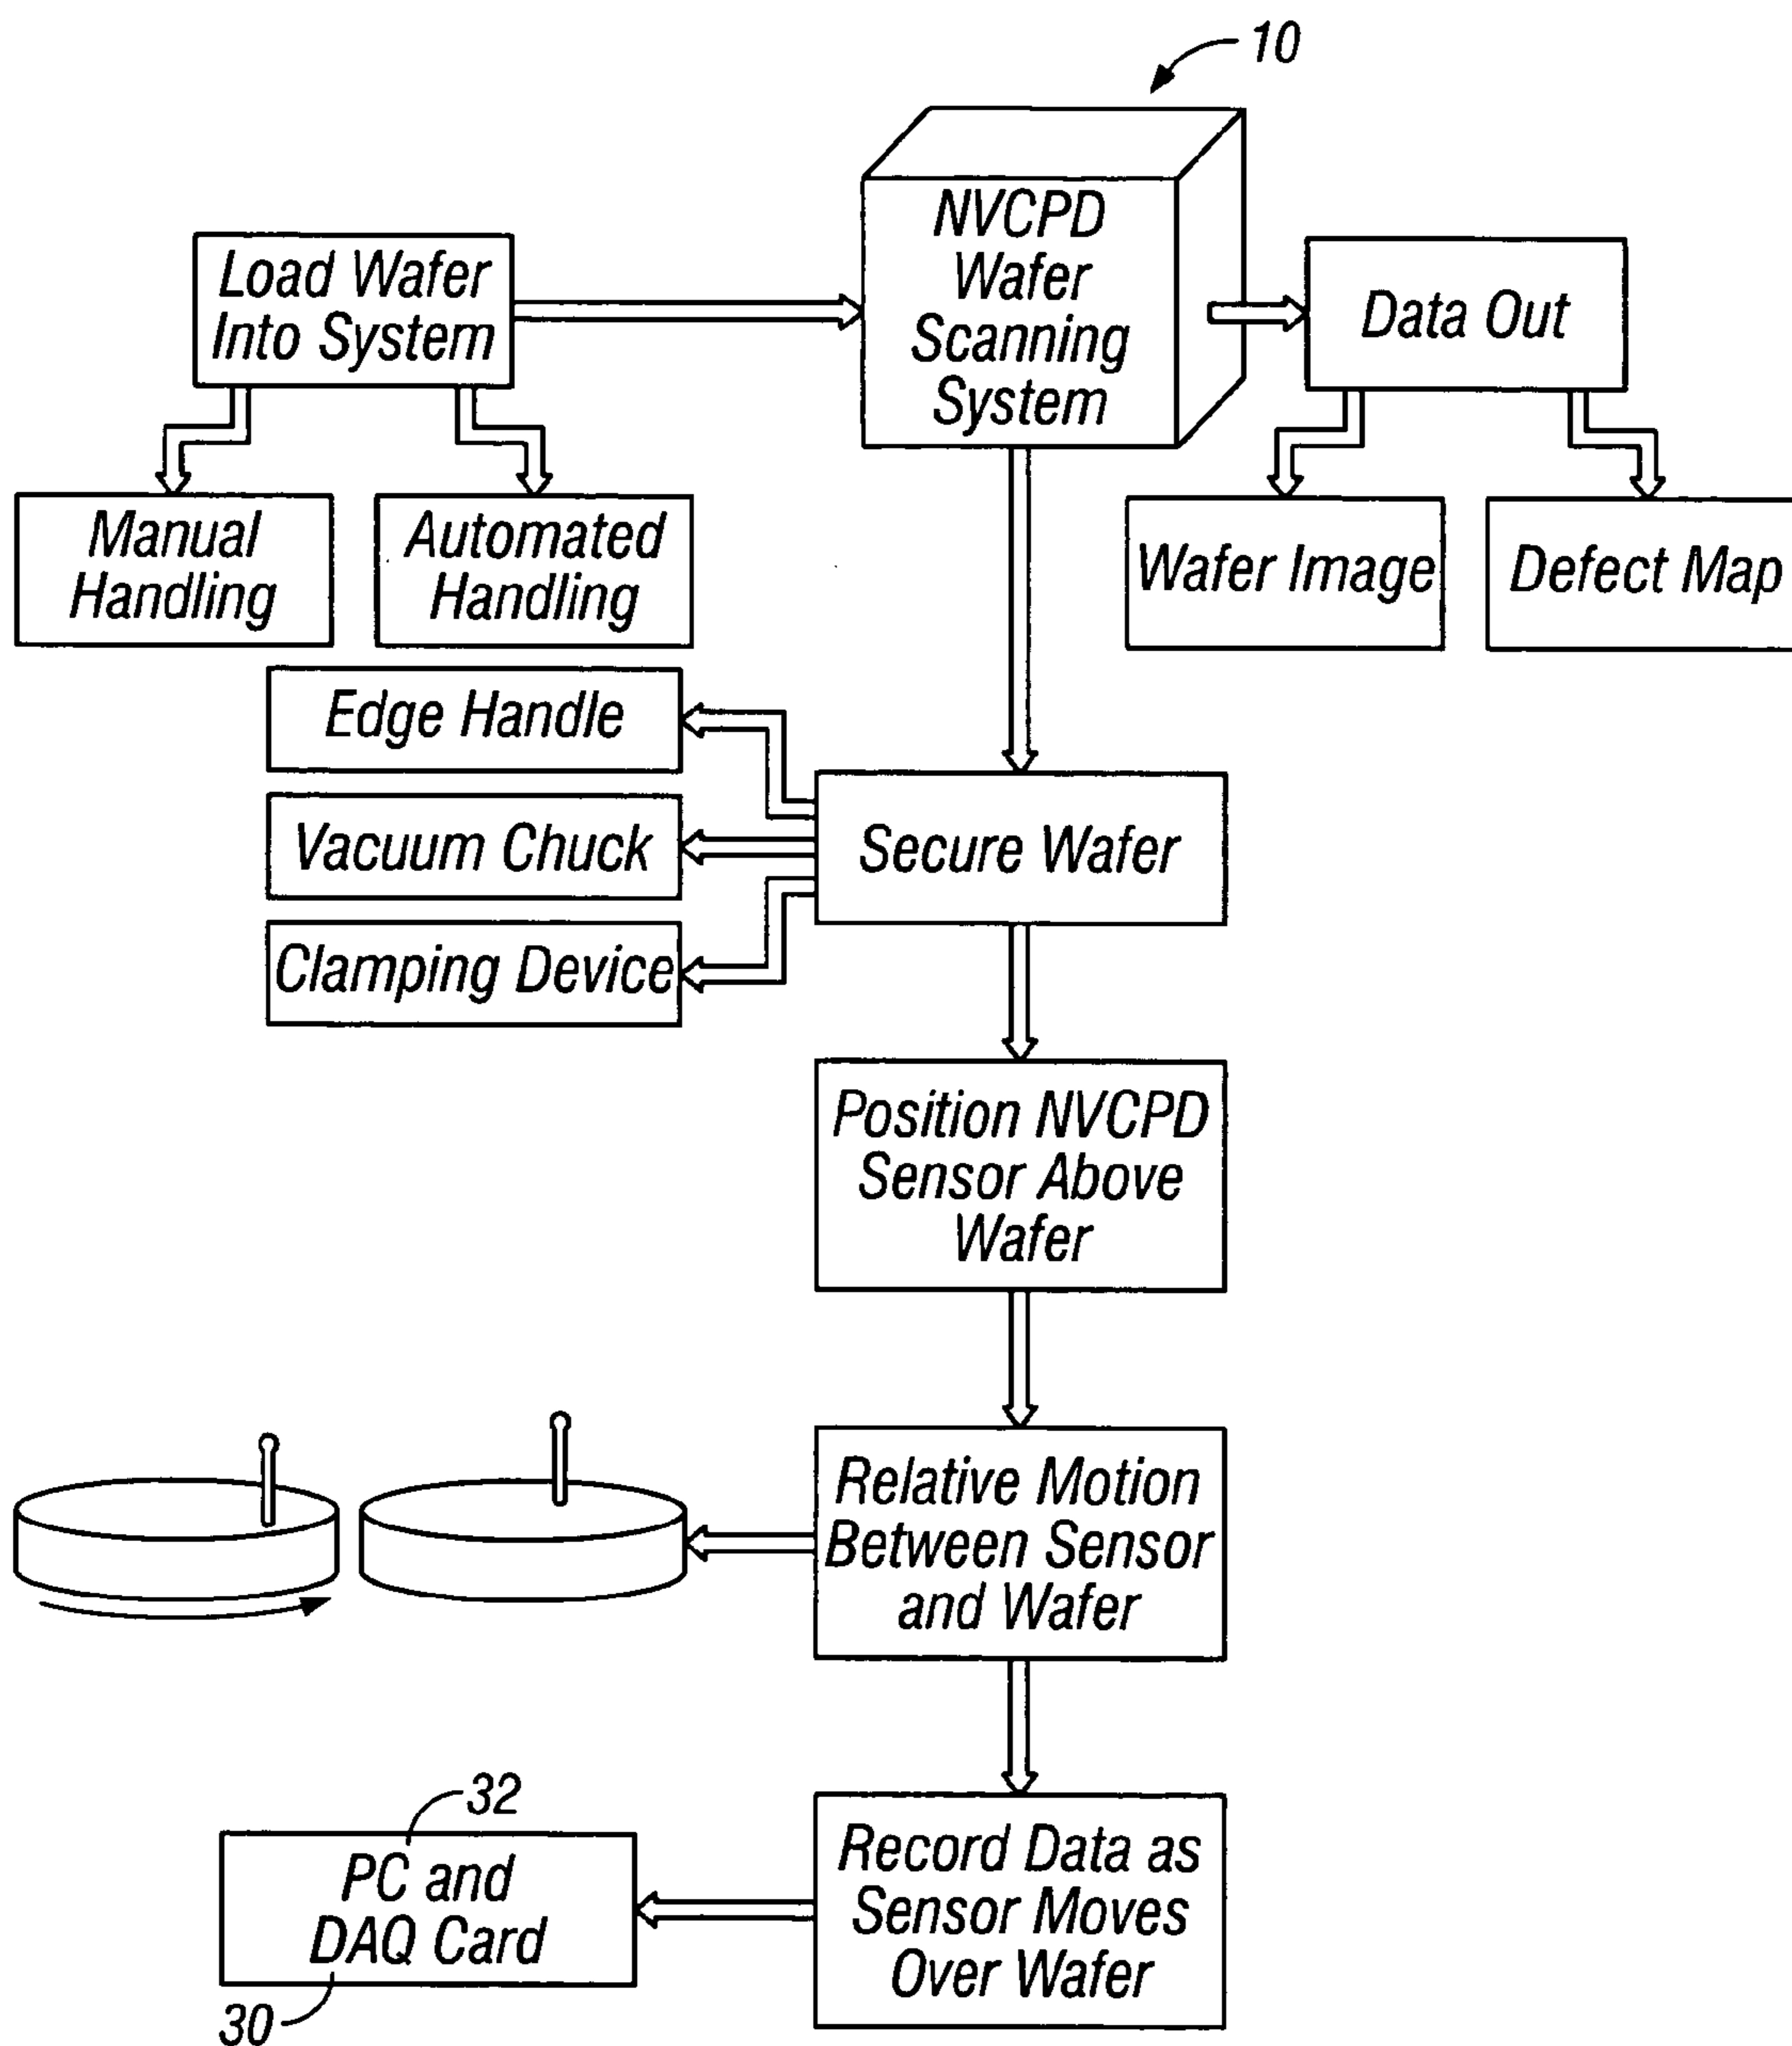 10
NVCPD
Wafer
Scanning
System
Load Wafer
Into System
Data Out
Manual
Handling
Automated
Handling
Wafer Image
Defect Map
Edge Handle
Vacuum Chuck
Clamping Device
Secure Wafer
Position NVCPD
Sensor Above
Wafer
Relative Motion
Between Sensor
and Wafer
32
PC and
DAQ Card
30
Record Data as
Sensor Moves
Over Wafer